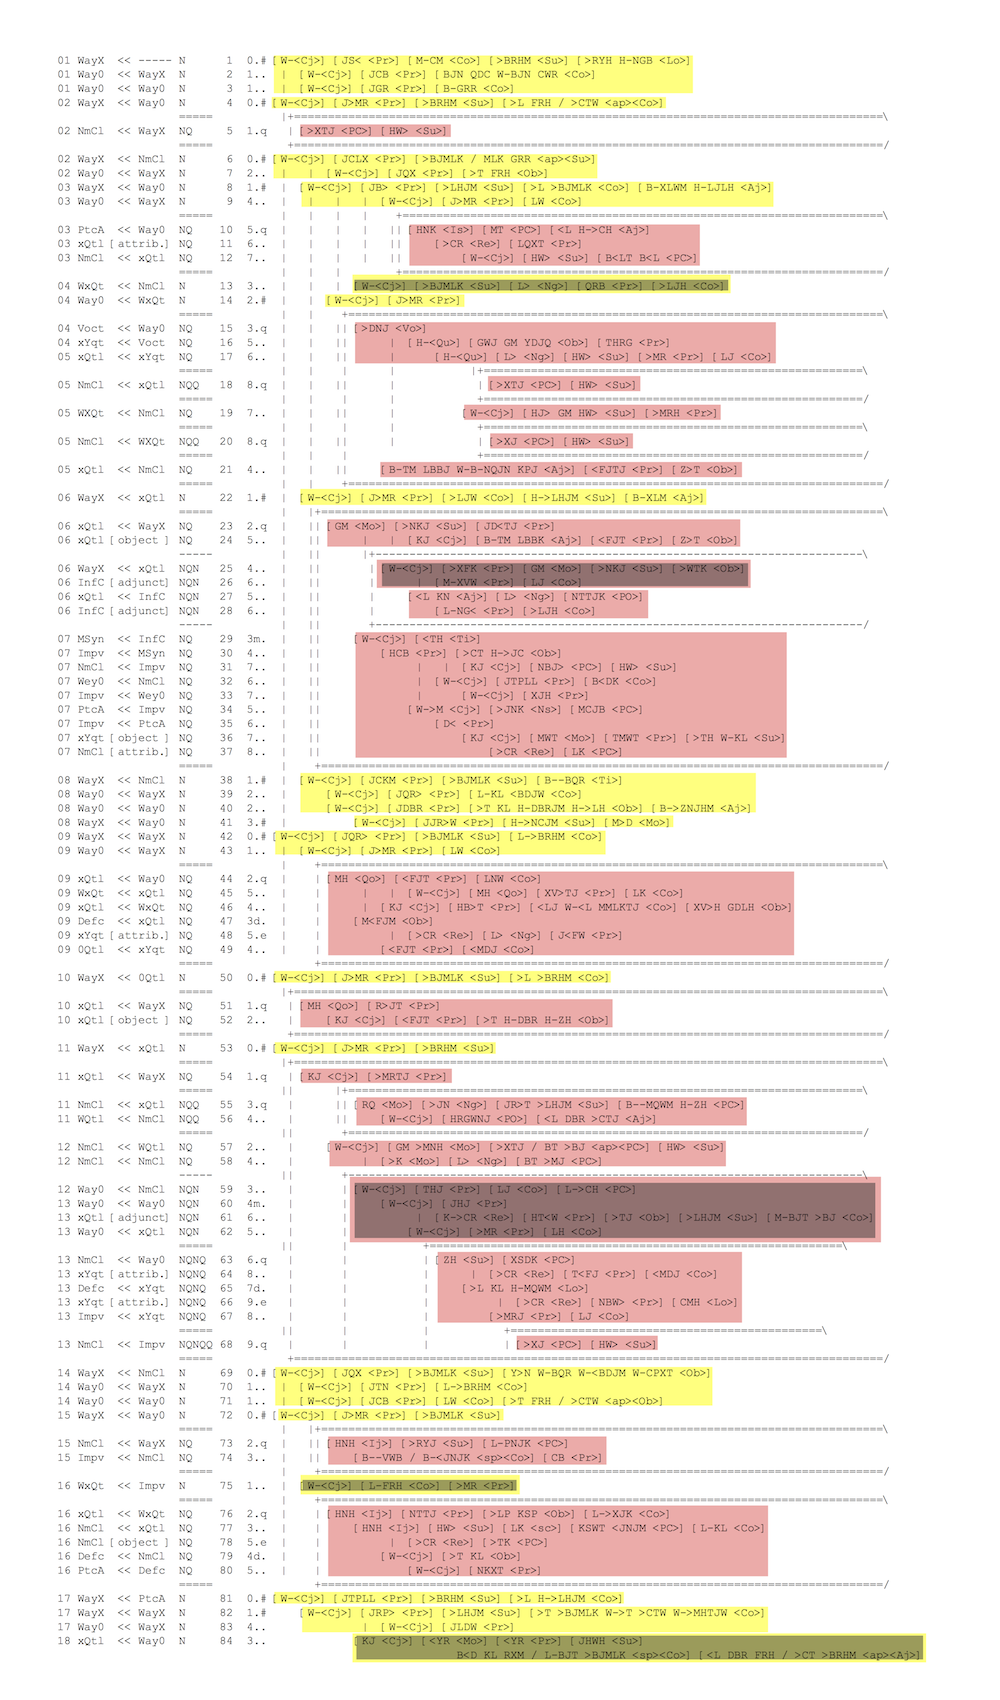 01 WayX << ----- N 1 0.# [W-<Cj>] [JS< <Pr>] [M-CM <Co>] [>BRHM <Su>] [>RYH H-NGB <Lo>]
01 Way0 << WayX N 2 1.. | [W-<Cj>] [JCB <Pr>] [BJN QDC W-BJN CWR <Co>]
01 Way0 << Way0 N 3 1.. | [W-<Cj>] [JGR <Pr>] [B-GRR <Co>]
02 WayX << Way0 N 4 0.# [W-<Cj>] [J>MR <Pr>] [>BRHM <Su>] [>L FRH / >CTW <ap><Co>]
02 NmCl << WayX NQ 5 1.q | [>XTJ <PC>] [HW> <Su>]
02 WayX << NmCl N 6 0.# [W-<Cj>] [JCLX <Pr>] [>BJMLK / MLK GRR <ap><Su>]
02 Way0 << WayX N 7 2.. | | [W-<Cj>] [JQX <Pr>] [>T FRH <Ob>]
03 WayX << Way0 N 8 1.# | [W-<Cj>] [JB> <Pr>] [>LHJM <Su>] [>L >BJMLK <Co>] [B-XLWM H-LJLH <Aj>]
03 Way0 << WayX N 9 4.. | | | | [W-<Cj>] [J>MR <Pr>] [LW <Co>]
03 PtcA << Way0 NQ 10 5.q | | | | || [HNK <Is>] [MT <PC>] [<L H->CH <Aj>]
03 xQtl [attrib.] NQ 11 6.. | | | | || [>CR <Re>] [LQXT <Pr>]
03 NmCl << xQtl NQ 12 7.. | | | | || [W-<Cj>] [HW> <Su>] [B<LT B<L <PC>]
04 WxQt << NmCl N 13 3.. | | | [W-<Cj>] [>BJMLK <Su>] [L> <Ng>] [QRB <Pr>] [>LJH <Co>]
04 Way0 << WxQt N 14 2.# | | [W-<Cj>] [J>MR <Pr>]
04 Voct << Way0 NQ 15 3.q | | || [>DNJ <Vo>]
04 xYqt << Voct NQ 16 5.. | | || | [H-<Qu>] [GWJ GM YDJQ <Ob>] [THRG <Pr>]
05 xQtl << xYqt NQ 17 6.. | | || | [H-<Qu>] [L> <Ng>] [HW> <Su>] [>MR <Pr>] [LJ <Co>]
05 NmCl << xQtl NQQ 18 8.q | | || | | [>XTJ <PC>] [HW> <Su>]
05 WXQt << NmCl NQ 19 7.. | | || | [W-<Cj>] [HJ> GM HW> <Su>] [>MRH <Pr>]
05 NmCl << WXQt NQQ 20 8.q | | || | | [>XJ <PC>] [HW> <Su>]
05 xQtl << NmCl NQ 21 4.. | | || [B-TM LBBJ W-B-NQJN KPJ <Aj>] [<FJTJ <Pr>] [Z>T <Ob>]
06 WayX << xQtl N 22 1.# | [W-<Cj>] [J>MR <Pr>] [>LJW <Co>] [H->LHJM <Su>] [B-XLM <Aj>]
06 xQtl << WayX NQ 23 2.q | || [GM <Mo>] [>NKJ <Su>] [JD<TJ <Pr>]
06 xQtl [object ] NQ 24 5.. | || | [KJ <Cj>] [B-TM LBBK <Aj>] [<FJT <Pr>] [Z>T <Ob>]
06 WayX << xQtl NQN 25 4.. | || | [W-<Cj>] [>XFK <Pr>] [GM <Mo>] [>NKJ <Su>] [>WTK <Ob>]
06 InfC [adjunct] NQN 26 6.. | || | | [M-XVW <Pr>] [LJ <Co>]
06 xQtl << InfC NQN 27 5.. | || | [<L KN <Aj>] [L> <Ng>] [NTTJK <PO>]
06 InfC [adjunct] NQN 28 6.. | || | [L-NG< <Pr>] [>LJH <Co>]
07 MSyn << InfC NQ 29 3m. | || [W-<Cj>] [<TH <Ti>]
07 Impv << MSyn NQ 30 4.. | || [HCB <Pr>] [>CT H->JC <Ob>]
07 NmCl << Impv NQ 31 7.. | || | | [KJ <Cj>] [NBJ> <PC>] [HW> <Su>]
07 Wey0 << NmCl NQ 32 6.. | || | [W-<Cj>] [JTPLL <Pr>] [B<DK <Co>]
07 Impv << Wey0 NQ 33 7.. | || | [W-<Cj>] [XJH <Pr>]
07 PtcA << Impv NQ 34 5.. | || [W->M <Cj>] [>JNK <Ns>] [MCJB <PC>]
07 Impv << PtcA NQ 35 6.. | || [D< <Pr>]
07 xYqt [object ] NQ 36 7.. | || [KJ <Cj>] [MWT <Mo>] [TMWT <Pr>] [>TH W-KL <Su>]
07 NmCl [attrib.] NQ 37 8.. | || [>CR <Re>] [LK <PC>]
08 WayX << NmCl N 38 1.# | [W-<Cj>] [JCKM <Pr>] [>BJMLK <Su>] [B--BQR <Ti>]
08 Way0 << WayX N 39 2.. | [W-<Cj>] [JQR> <Pr>] [L-KL <BDJW <Co>]
08 Way0 << Way0 N 40 2.. | [W-<Cj>] [JDBR <Pr>] [>T KL H-DBRJM H->LH <Ob>] [B->ZNJHM <Aj>]
08 WayX << Way0 N 41 3.# | [W-<Cj>] [JJR>W <Pr>] [H->NCJM <Su>] [M>D <Mo>]
09 WayX << WayX N 42 0.# [W-<Cj>] [JQR> <Pr>] [>BJMLK <Su>] [L->BRHM <Co>]
09 Way0 << WayX N 43 1.. | [W-<Cj>] [J>MR <Pr>] [LW <Co>]
09 xQtl << Way0 NQ 44 2.q | | [MH <Qo>] [<FJT <Pr>] [LNW <Co>]
09 WxQt << xQtl NQ 45 5.. | | | | [W-<Cj>] [MH <Qo>] [XV>TJ <Pr>] [LK <Co>]
09 xQtl << WxQt NQ 46 4.. | | | [KJ <Cj>] [HB>T <Pr>] [<LJ W-<L MMLKTJ <Co>] [XV>H GDLH <Ob>]
09 Defc << xQtl NQ 47 3d. | | [M<FJM <Ob>]
09 xYqt [attrib.] NQ 48 5.e | | | [>CR <Re>] [L> <Ng>] [J<FW <Pr>]
09 0Qtl << xYqt NQ 49 4.. | | [<FJT <Pr>] [<MDJ <Co>]
10 WayX << 0Qtl N 50 0.# [W-<Cj>] [J>MR <Pr>] [>BJMLK <Su>] [>L >BRHM <Co>]
10 xQtl << WayX NQ 51 1.q | [MH <Qo>] [R>JT <Pr>]
10 xQtl [object ] NQ 52 2.. | [KJ <Cj>] [<FJT <Pr>] [>T H-DBR H-ZH <Ob>]
11 WayX << xQtl N 53 0.# [W-<Cj>] [J>MR <Pr>] [>BRHM <Su>]
11 xQtl << WayX NQ 54 1.q | [KJ <Cj>] [>MRTJ <Pr>]
11 NmCl << xQtl NQQ 55 3.q | || [RQ <Mo>] [>JN <Ng>] [JR>T >LHJM <Su>] [B--MQWM H-ZH <PC>]
11 WQtl << NmCl NQQ 56 4.. | || [W-<Cj>] [HRGWNJ <PO>] [<L DBR >CTJ <Aj>]
12 NmCl << WQtl NQ 57 2.. | [W-<Cj>] [GM >MNH <Mo>] [>XTJ / BT >BJ <ap><PC>] [HW> <Su>]
12 NmCl << NmCl NQ 58 4.. | | [>K <Mo>] [L> <Ng>] [BT >MJ <PC>]
12 Way0 << NmCl NQN 59 3.. | | [W-<Cj>] [THJ <Pr>] [LJ <Co>] [L->CH <PC>]
13 Way0 << Way0 NQN 60 4m. | | [W-<Cj>] [JHJ <Pr>]
13 xQtl [adjunct] NQN 61 6.. | | | [K->CR <Re>] [HT<W <Pr>] [>TJ <Ob>] [>LHJM <Su>] [M-BJT >BJ <Co>]
13 Way0 << xQtl NQN 62 5.. | | [W-<Cj>] [>MR <Pr>] [LH <Co>]
13 NmCl << Way0 NQNQ 63 6.q | | | [ZH <Su>] [XSDK <PC>]
13 xYqt [attrib.] NQNQ 64 8.. | | | | [>CR <Re>] [T<FJ <Pr>] [<MDJ <Co>]
13 Defc << xYqt NQNQ 65 7d. | | | [>L KL H-MQWM <Lo>]
13 xYqt [attrib.] NQNQ 66 9.e | | | | [>CR <Re>] [NBW> <Pr>] [CMH <Lo>]
13 Impv << xYqt NQNQ 67 8.. | | | [>MRJ <Pr>] [LJ <Co>]
13 NmCl << Impv NQNQQ 68 9.q | | | | [>XJ <PC>] [HW> <Su>]
14 WayX << NmCl N 69 0.# [W-<Cj>] [JQX <Pr>] [>BJMLK <Su>] [Y>N W-BQR W-<BDJM W-CPXT <Ob>]
14 Way0 << WayX N 70 1.. | [W-<Cj>] [JTN <Pr>] [L->BRHM <Co>]
14 Way0 << Way0 N 71 1.. | [W-<Cj>] [JCB <Pr>] [LW <Co>] [>T FRH / >CTW <ap><Ob>]
15 WayX << Way0 N 72 0.# [W-<Cj>] [J>MR <Pr>] [>BJMLK <Su>]
15 NmCl << WayX NQ 73 2.q | || [HNH <Ij>] [>RYJ <Su>] [L-PNJK <PC>]
15 Impv << NmCl NQ 74 3.. | || [B--VWB / B-<JNJK <sp><Co>] [CB <Pr>]
16 WxQt << Impv N 75 1.. | [W-<Cj>] [L-FRH <Co>] [>MR <Pr>]
16 xQtl << WxQt NQ 76 2.q | | [HNH <Ij>] [NTTJ <Pr>] [>LP KSP <Ob>] [L->XJK <Co>]
16 NmCl << xQtl NQ 77 3.. | | [HNH <Ij>] [HW> <Su>] [LK <sc>] [KSWT <JNJM <PC>] [L-KL <Co>]
16 NmCl [object ] NQ 78 5.e | | | [>CR <Re>] [>TK <PC>]
16 Defc << NmCl NQ 79 4d. | | [W-<Cj>] [>T KL <Ob>]
16 PtcA << Defc NQ 80 5.. | | [W-<Cj>] [NKXT <Pr>]
17 WayX << PtcA N 81 0.# [W-<Cj>] [JTPLL <Pr>] [>BRHM <Su>] [>L H->LHJM <Co>]
17 WayX << WayX N 82 1.# [W-<Cj>] [JRP> <Pr>] [>LHJM <Su>] [>T >BJMLK W->T >CTW W->MHTJW <Co>]
17 Way0 << WayX N 83 4.. | [W-<Cj>] [JLDW <Pr>]
18 xQtl << Way0 N 84 3.. [KJ <Cj>] [<YR <Mo>] [<YR <Pr>] [JHWH <Su>]
B<D KL RXM / L-BJT >BJMLK <sp><Co>] [<L DBR FRH / >CT >BRHM <ap><Aj>]